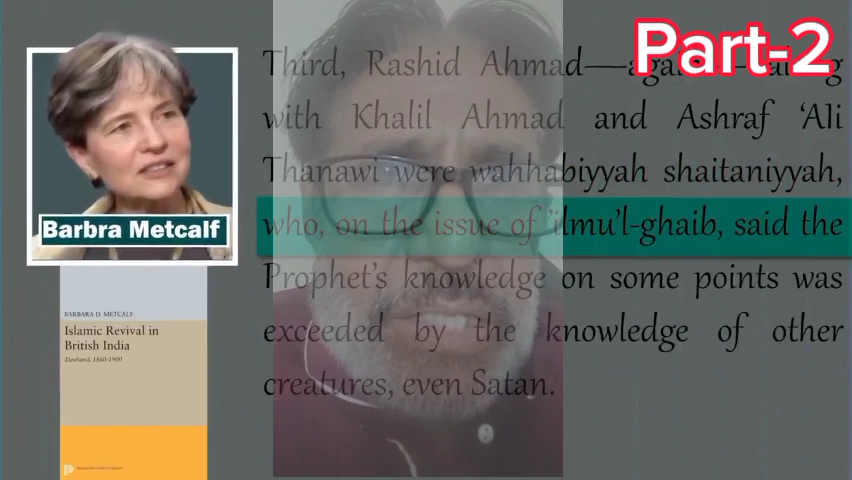 Part-2
Third, Rashid Ahmad—
with Khalil Ahmad and Ashraf ‘Ali
Thanawi were wahhabiyyah shaitaniyyah,
who, on the issue of ’ilmu’l-ghaib, said the
Prophet’s knowledge on some points was
exceeded by the knowledge of other
creatures, even Satan.
Barbra Metcalf
BARBARA D. METCALF
Islamic Revival in
British India
Deoband, 1860-1900